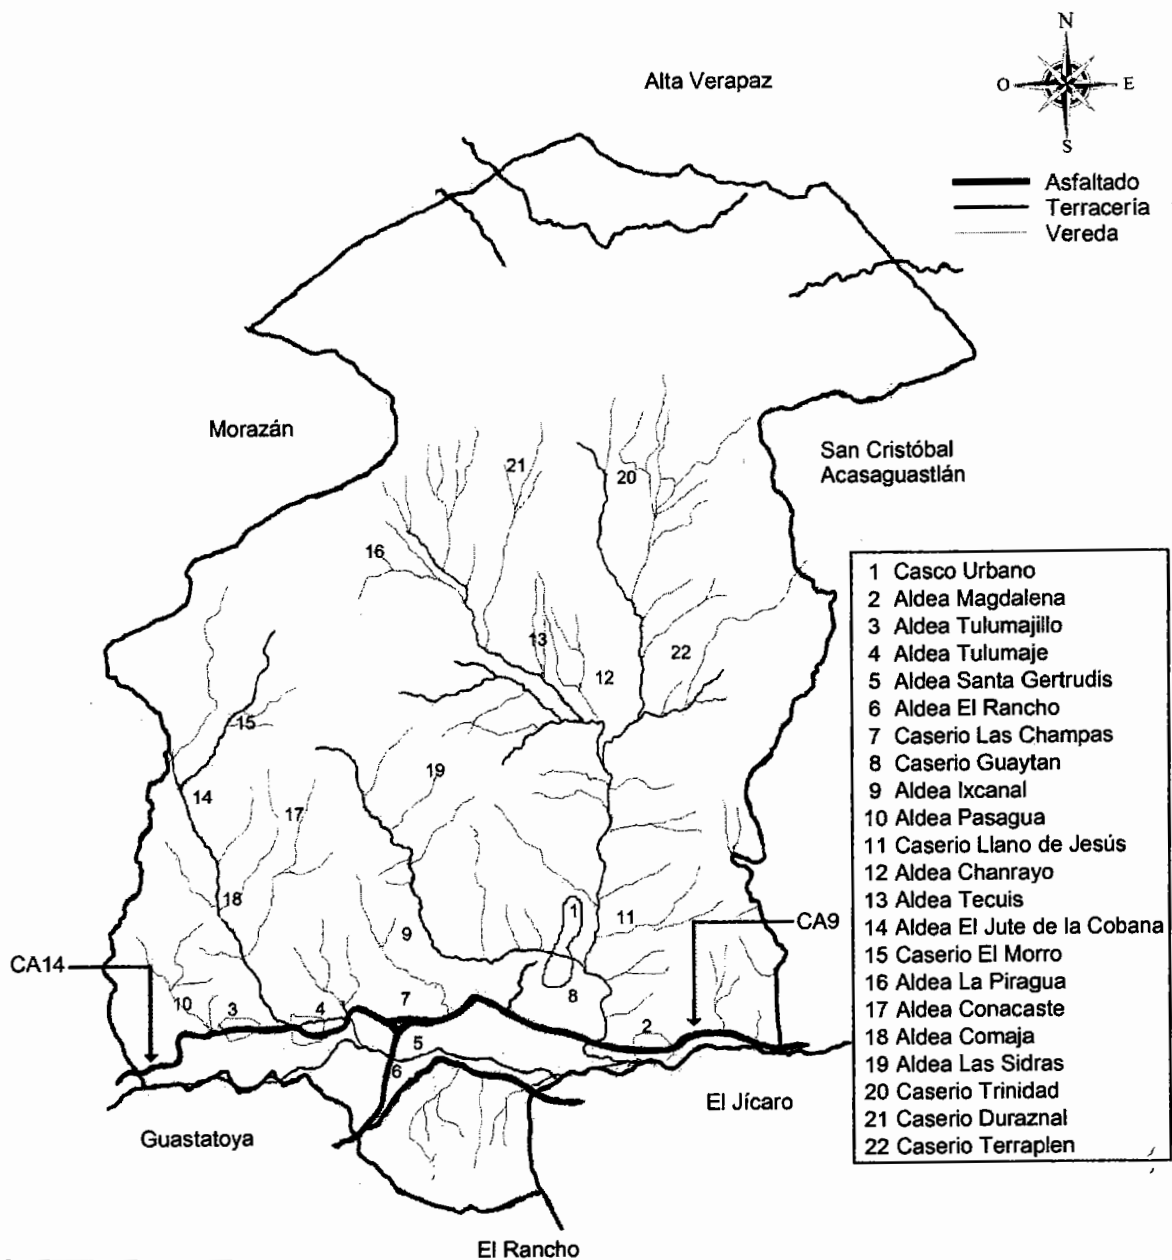 N
Alta Verapaz
O
E
S
Asfaltado
Terracería
Vereda
Morazán
San Cristóbal
Acasaguastlán
21
20
16
13
12
22
15
14
19
17
18
1
11
9
CA9
CA14
10
3
4
7
8
2
5
6
El Jícaro
Guastatoya
El Rancho
1 Casco Urbano
2 Aldea Magdalena
3 Aldea Tulumajillo
4 Aldea Tulumaje
5 Aldea Santa Gertrudis
6 Aldea El Rancho
7 Caserio Las Champas
8 Caserio Guaytan
9 Aldea Ixcanal
10 Aldea Pasagua
11 Caserio Llano de Jesús
12 Aldea Chanrayo
13 Aldea Tecuis
14 Aldea El Jute de la Cobana
15 Caserio El Morro
16 Aldea La Piragua
17 Aldea Conacaste
18 Aldea Comaja
19 Aldea Las Sidras
20 Caserio Trinidad
21 Caserio Duraznal
22 Caserio Terraplen